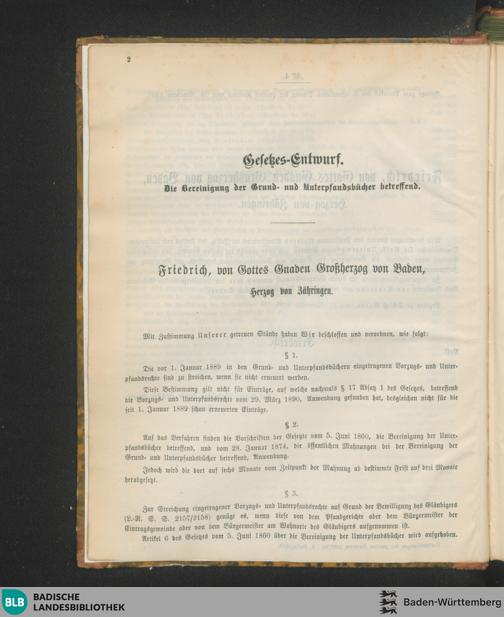 2
Gesetzes-Entwurf.
Die Bereinigung der Grund- und Unterpfandsbücher betreffend.
Friedrich, von Gottes Gnaden Großherzog von Baden,
Herzog von Zähringen.
Mit Zustimmung Unserer getreuen Stände haben Wir beschlossen und verordnen, wie folgt:
§ 1.
Die vor 1. Januar 1889 in den Grund- und Unterpfandsbüchern eingetragenen Vorzugs- und Unter-
pfandsrechte sind zu streichen, wenn sie nicht erneuert werden.
Diese Bestimmung gilt nicht für Einträge, auf welche nachmals § 17 Absatz 1 des Gesetzes, betreffend
die Vorzugs- und Unterpfandsrechte vom 29. März 1890, Anwendung gefunden hat, desgleichen nicht für die
seit 1. Januar 1889 schon erneuerten Einträge.
§ 2.
Auf das Verfahren finden die Vorschriften der Gesetze vom 5. Juni 1860, die Bereinigung der Unter-
pfandsbücher betreffend, und vom 28. Januar 1874, die öffentlichen Mahnungen bei der Bereinigung der
Grund- und Unterpfandsbücher betreffend, Anwendung.
Jedoch wird die dort auf sechs Monate vom Zeitpunkt der Mahnung ab bestimmte Frist auf drei Monate
herabgesetzt.
§ 3.
Zur Streichung eingetragener Vorzugs- und Unterpfandsrechte auf Grund der Bewilligung des Gläubigers
(L.-R. S. S. 2157/2158) genügt es, wenn diese von dem Pfandgerichte oder dem Bürgermeister der
Eintragsgemeinde oder von dem Bürgermeister am Wohnorte des Gläubigers aufgenommen ist.
Artikel 6 des Gesetzes vom 5. Juni 1860 über die Bereinigung der Unterpfandsbücher wird aufgehoben.
BLB
BADISCHE
LANDESBIBLIOTHEK
Baden-Württemberg